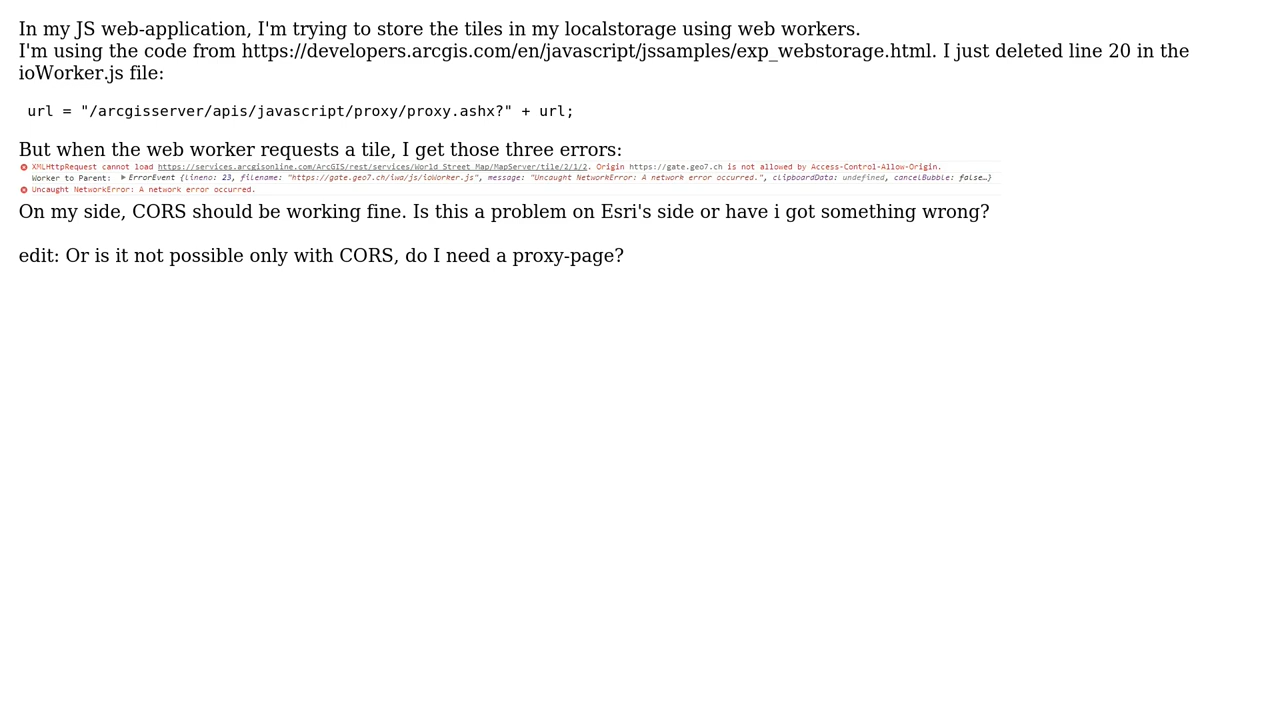 In my JS web-application, I'm trying to store the tiles in my localstorage using web workers.
I'm using the code from https://developers.arcgis.com/en/javascript/jssamples/exp_webstorage.html. I just deleted line 20 in the
ioWorker.js file:
url = "/arcgisserver/apis/javascript/proxy/proxy.ashx?" + url;
But when the web worker requests a tile, I get those three errors:
XMLHttpRequest cannot load https://services.arcgisonline.com/ArcGIS/rest/services/World_Street_Map/MapServer/tile/2/1/2. Origin https://gate.geo7.ch is not allowed by Access-Control-Allow-Origin.
Worker to Parent: ▶ ErrorEvent {lineno: 23, filename: "https://gate.geo7.ch/iwa/js/ioWorker.js", message: "Uncaught NetworkError: A network error occurred.", clipboardData: undefined, cancelBubble: false…}
Uncaught NetworkError: A network error occurred.
On my side, CORS should be working fine. Is this a problem on Esri's side or have i got something wrong?
edit: Or is it not possible only with CORS, do I need a proxy-page?